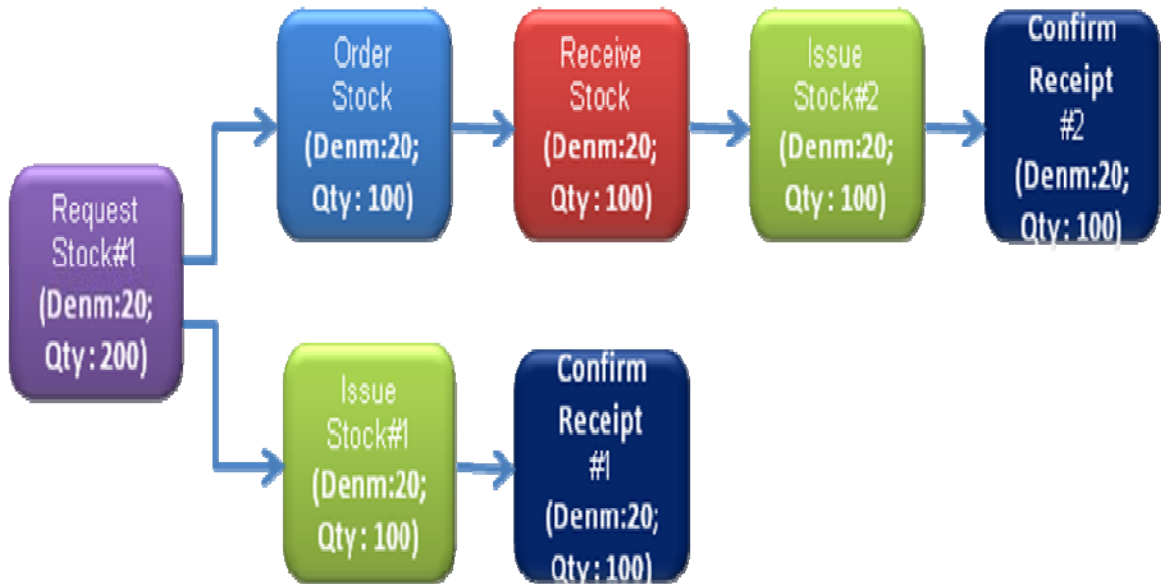 Request
Stock#1
(Denm:20;
Qty: 200)
Order
Stock
(Denm:20;
Qty: 100)
Receive
Stock
(Denm:20;
Qty: 100)
Issue
Stock#2
(Denm:20;
Qty: 100)
Confirm
Receipt
#2
(Denm:20;
Qty: 100)
Issue
Stock#1
(Denm:20;
Qty: 100)
Confirm
Receipt
#1
(Denm:20;
Qty: 100)